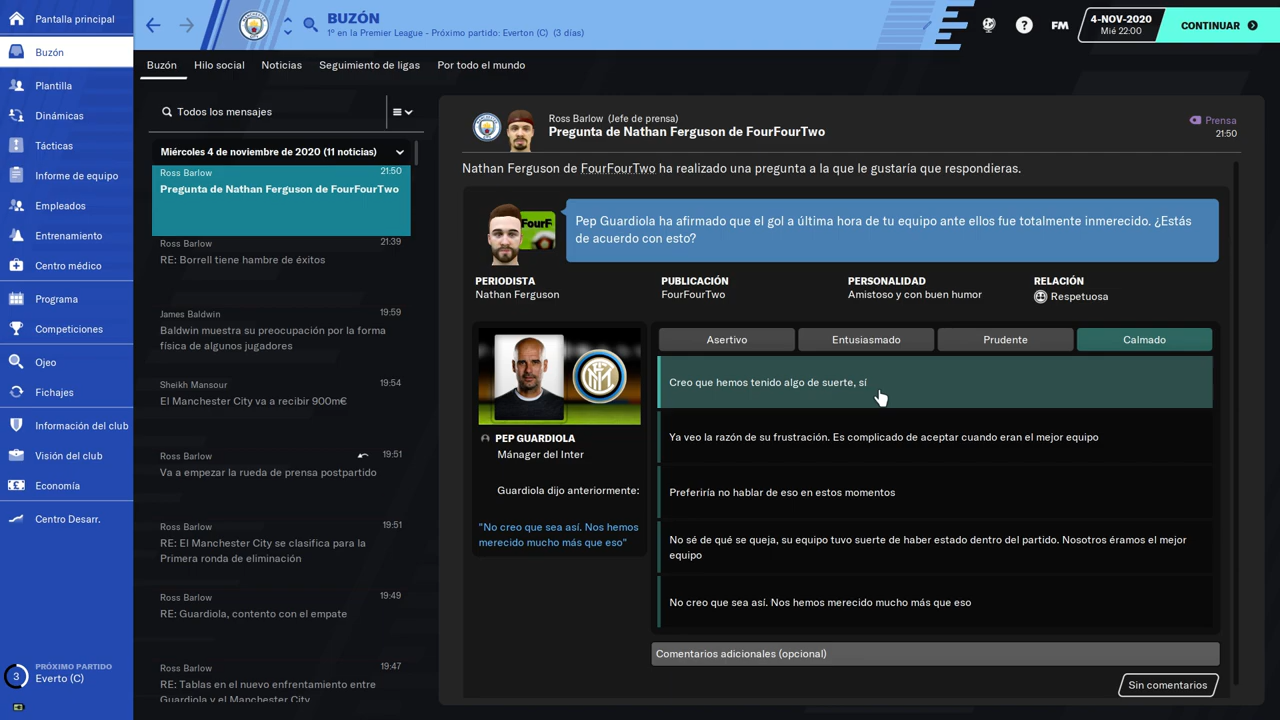 Pantalla principal
Buzón
Plantilla
Dinámicas
Tácticas
Informe de equipo
Empleados
Entrenamiento
Centro médico
Programa
Competiciones
Ojeo
Fichajes
Información del club
Visión del club
Economía
Centro Desarr.
3
PRÓXIMO PARTIDO
Everto (C)
BUZÓN
1º en la Premier League - Próximo partido: Everton (C) (3 días)
?
FM
4-NOV-2020
Mié 22:00
CONTINUAR
Buzón
Hilo social
Noticias
Seguimiento de ligas
Por todo el mundo
Todos los mensajes
Miércoles 4 de noviembre de 2020 (11 noticias)
Ross Barlow
21:50
Pregunta de Nathan Ferguson de FourFourTwo
Ross Barlow
21:39
RE: Borrell tiene hambre de éxitos
James Baldwin
19:59
Baldwin muestra su preocupación por la forma
física de algunos jugadores
Sheikh Mansour
19:54
El Manchester City va a recibir 900m€
Ross Barlow
19:51
Va a empezar la rueda de prensa postpartido
Ross Barlow
19:51
RE: El Manchester City se clasifica para la
Primera ronda de eliminación
Ross Barlow
19:49
RE: Guardiola, contento con el empate
Ross Barlow
19:47
RE: Tablas en el nuevo enfrentamiento entre
Guardiola y el Manchester City
Ross Barlow (Jefe de prensa)
Pregunta de Nathan Ferguson de FourFourTwo
Prensa
21:50
Nathan Ferguson de FourFourTwo ha realizado una pregunta a la que le gustaría que respondieras.
FourF
Pep Guardiola ha afirmado que el gol a última hora de tu equipo ante ellos fue totalmente inmerecido. ¿Estás
de acuerdo con esto?
PERIODISTA
Nathan Ferguson
PUBLICACIÓN
FourFourTwo
PERSONALIDAD
Amistoso y con buen humor
RELACIÓN
Respetuosa
PEP GUARDIOLA
Mánager del Inter
Guardiola dijo anteriormente:
"No creo que sea así. Nos hemos
merecido mucho más que eso"
Asertivo
Entusiasmado
Prudente
Calmado
Creo que hemos tenido algo de suerte, sí
Ya veo la razón de su frustración. Es complicado de aceptar cuando eran el mejor equipo
Preferiría no hablar de eso en estos momentos
No sé de qué se queja, su equipo tuvo suerte de haber estado dentro del partido. Nosotros éramos el mejor
equipo
No creo que sea así. Nos hemos merecido mucho más que eso
Comentarios adicionales (opcional)
Sin comentarios